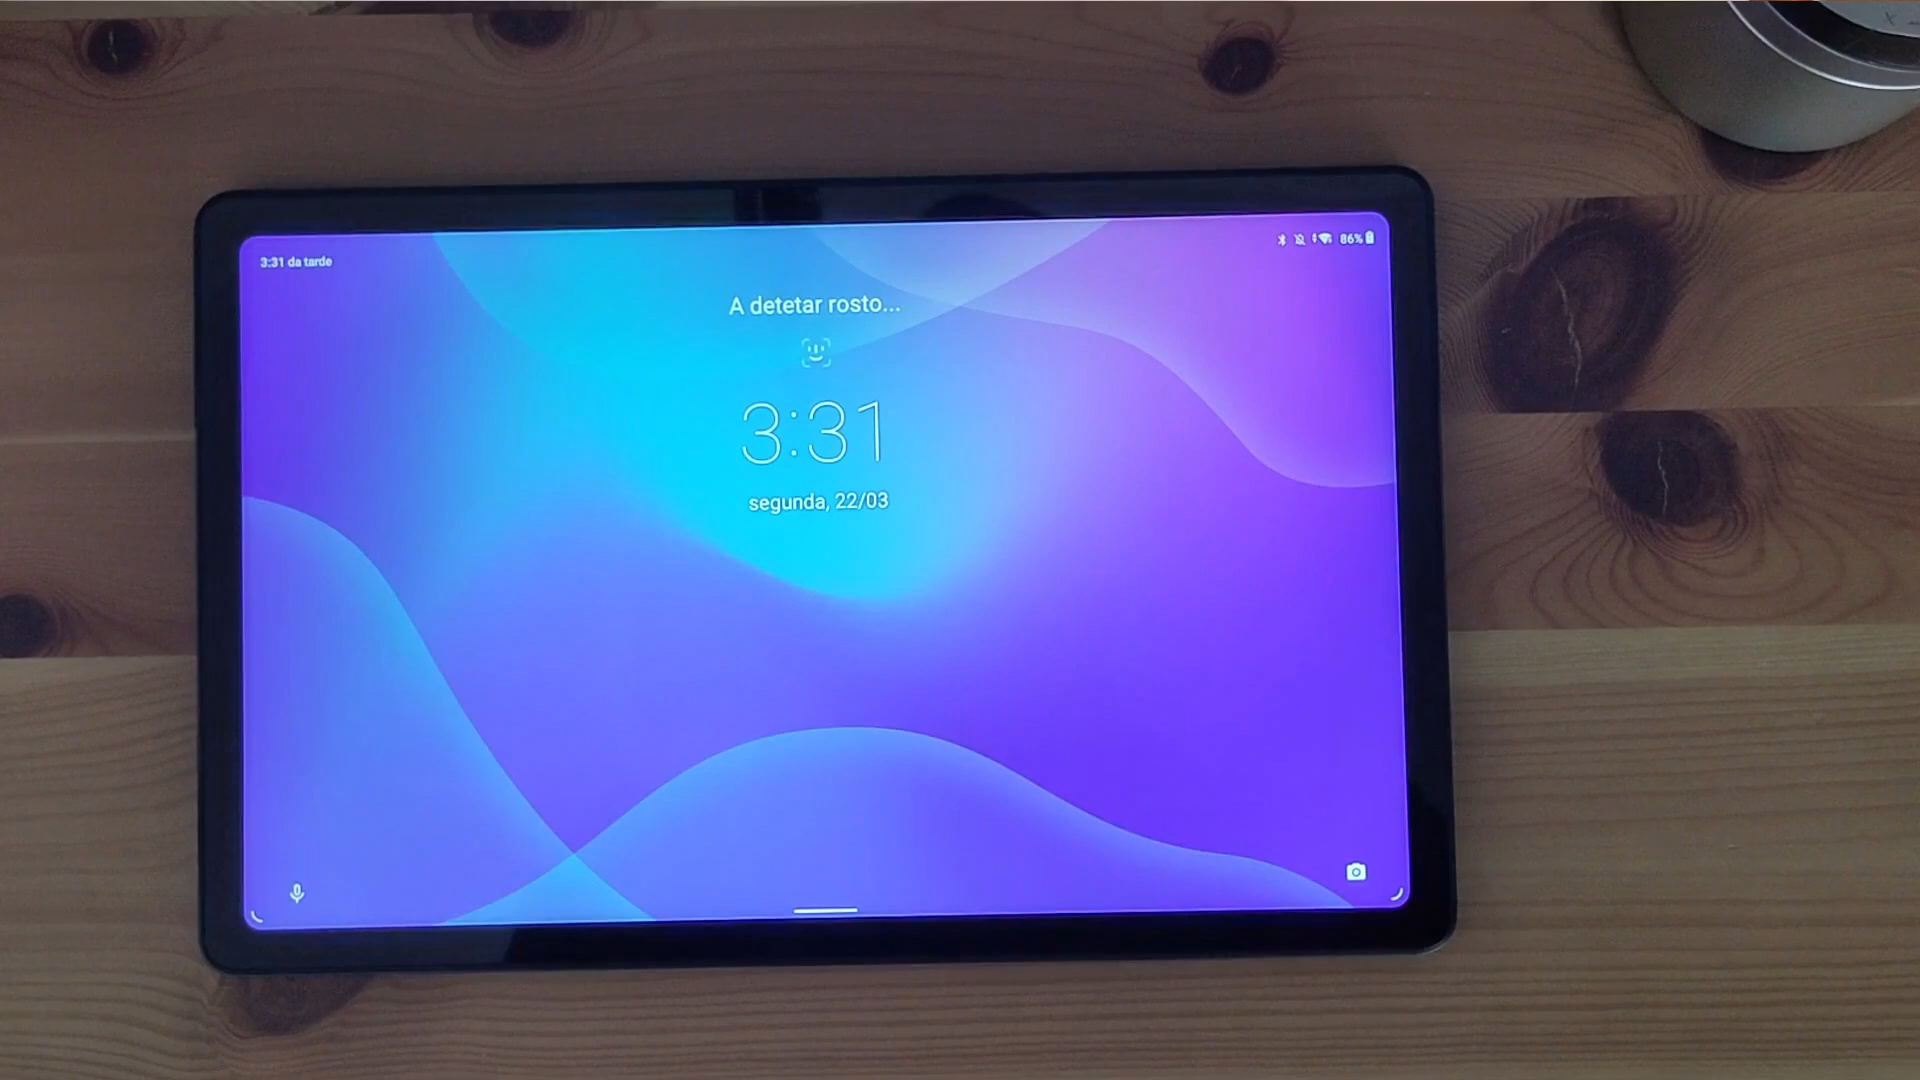 3:31 da tarde
86%
A detetar rosto...
3:31
segunda, 22/03